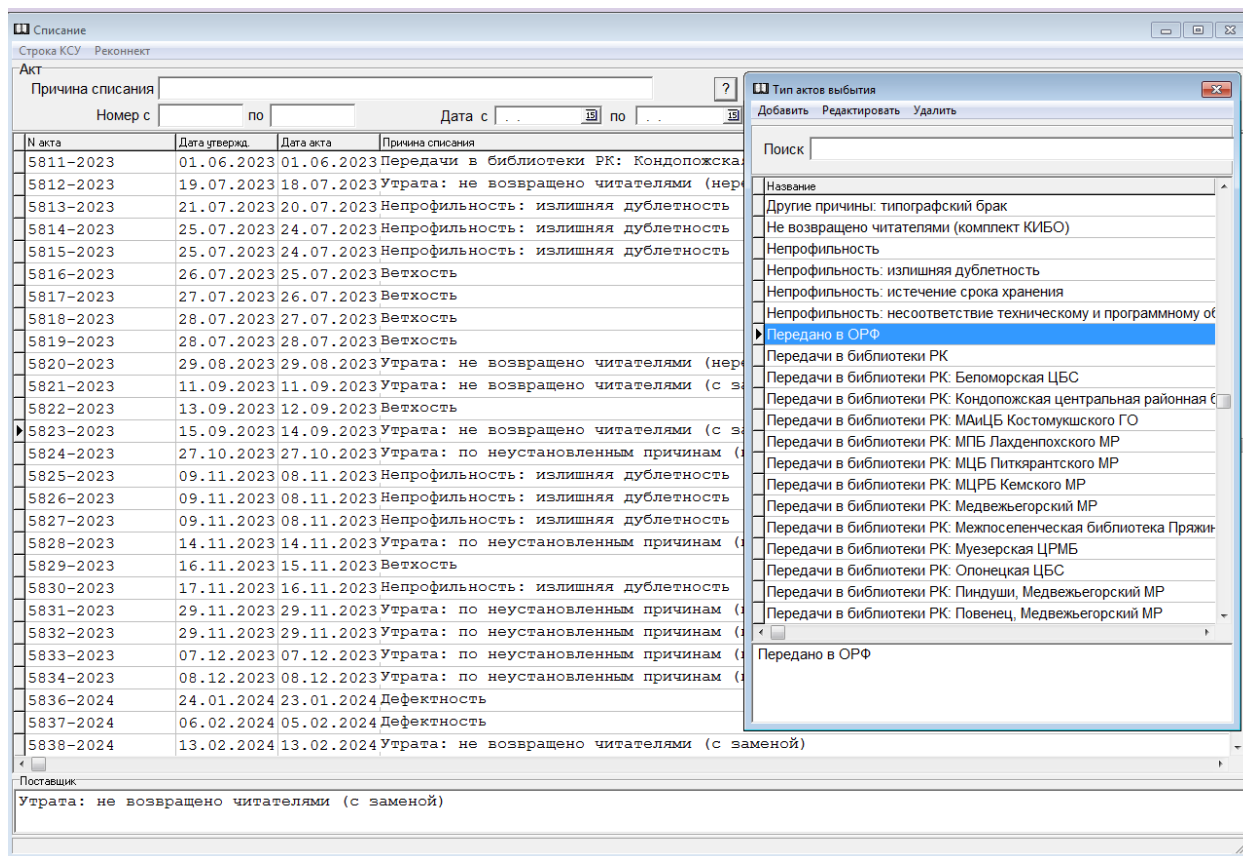 Списание
Строка КСУ Реконнект
Акт
Причина списания ?
Номер с по Дата с . . 15 по . . 15
N акта Дата утвержд. Дата акта Причина списания
5811-2023 01.06.2023 01.06.2023 Передачи в библиотеки РК: Кондопожска
5812-2023 19.07.2023 18.07.2023 Утрата: не возвращено читателями (нер
5813-2023 21.07.2023 20.07.2023 Непрофильность: излишняя дублетность
5814-2023 25.07.2023 24.07.2023 Непрофильность: излишняя дублетность
5815-2023 25.07.2023 24.07.2023 Непрофильность: излишняя дублетность
5816-2023 26.07.2023 25.07.2023 Ветхость
5817-2023 27.07.2023 26.07.2023 Ветхость
5818-2023 28.07.2023 27.07.2023 Ветхость
5819-2023 28.07.2023 28.07.2023 Ветхость
5820-2023 29.08.2023 29.08.2023 Утрата: не возвращено читателями (нер
5821-2023 11.09.2023 11.09.2023 Утрата: не возвращено читателями (с з
5822-2023 13.09.2023 12.09.2023 Ветхость
5823-2023 15.09.2023 14.09.2023 Утрата: не возвращено читателями (с з
5824-2023 27.10.2023 27.10.2023 Утрата: по неустановленным причинам (
5825-2023 09.11.2023 08.11.2023 Непрофильность: излишняя дублетность
5826-2023 09.11.2023 08.11.2023 Непрофильность: излишняя дублетность
5827-2023 09.11.2023 08.11.2023 Непрофильность: излишняя дублетность
5828-2023 14.11.2023 14.11.2023 Утрата: по неустановленным причинам (
5829-2023 16.11.2023 15.11.2023 Ветхость
5830-2023 17.11.2023 16.11.2023 Непрофильность: излишняя дублетность
5831-2023 29.11.2023 29.11.2023 Утрата: по неустановленным причинам (
5832-2023 29.11.2023 29.11.2023 Утрата: по неустановленным причинам (
5833-2023 07.12.2023 07.12.2023 Утрата: по неустановленным причинам (
5834-2023 08.12.2023 08.12.2023 Утрата: по неустановленным причинам (
5836-2024 24.01.2024 23.01.2024 Дефектность
5837-2024 06.02.2024 05.02.2024 Дефектность
5838-2024 13.02.2024 13.02.2024 Утрата: не возвращено читателями (с заменой)
Поставщик
Утрата: не возвращено читателями (с заменой)
Тип актов выбытия
Добавить Редактировать Удалить
Поиск
Название
Другие причины: типографский брак
Не возвращено читателями (комплект КИБО)
Непрофильность
Непрофильность: излишняя дублетность
Непрофильность: истечение срока хранения
Непрофильность: несоответствие техническому и программному об
Передано в ОРФ
Передачи в библиотеки РК
Передачи в библиотеки РК: Беломорская ЦБС
Передачи в библиотеки РК: Кондопожская центральная районная б
Передачи в библиотеки РК: МАиЦБ Костомукшского ГО
Передачи в библиотеки РК: МПБ Лахденпохского МР
Передачи в библиотеки РК: МЦБ Питкярантского МР
Передачи в библиотеки РК: МЦРБ Кемского МР
Передачи в библиотеки РК: Медвежьегорский МР
Передачи в библиотеки РК: Межпоселенческая библиотека Пряжин
Передачи в библиотеки РК: Муезерская ЦРМБ
Передачи в библиотеки РК: Олонецкая ЦБС
Передачи в библиотеки РК: Пиндуши, Медвежьегорский МР
Передачи в библиотеки РК: Повенец, Медвежьегорский МР
Передано в ОРФ